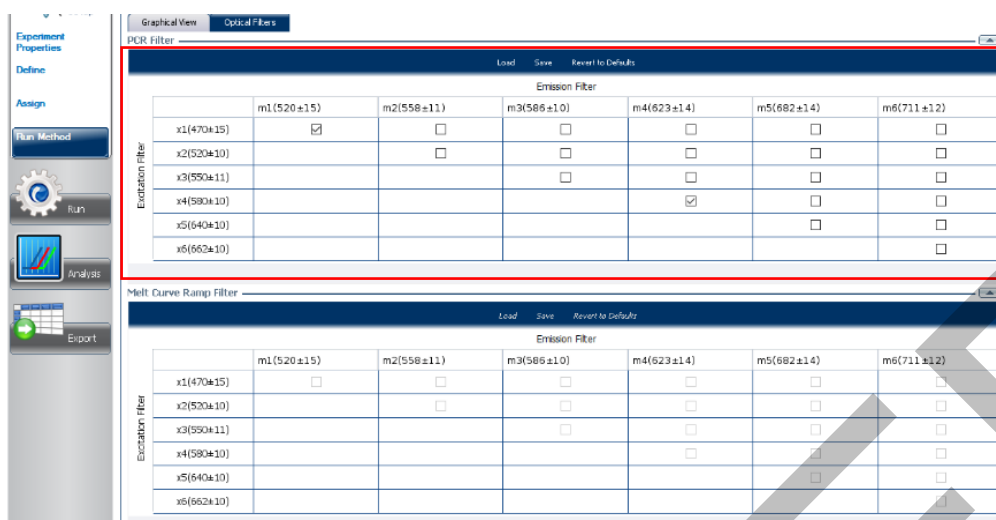 Graphical View Optical Filters
Experiment
Properties
PCR Filter
Load Save Revert to Defaults
Define
Emission Filter
Assign
m1(520±15) m2(558±11) m3(586±10) m4(623±14) m5(682±14) m6(711±12)
Run Method
Excitation Filter
x1(470±15)
x2(520±10)
x3(550±11)
x4(580±10)
x5(640±10)
x6(662±10)
Run
Analysis
Export
Melt Curve Ramp Filter
Load Save Revert to Defaults
Emission Filter
m1(520±15) m2(558±11) m3(586±10) m4(623±14) m5(682±14) m6(711±12)
Excitation Filter
x1(470±15)
x2(520±10)
x3(550±11)
x4(580±10)
x5(640±10)
x6(662±10)